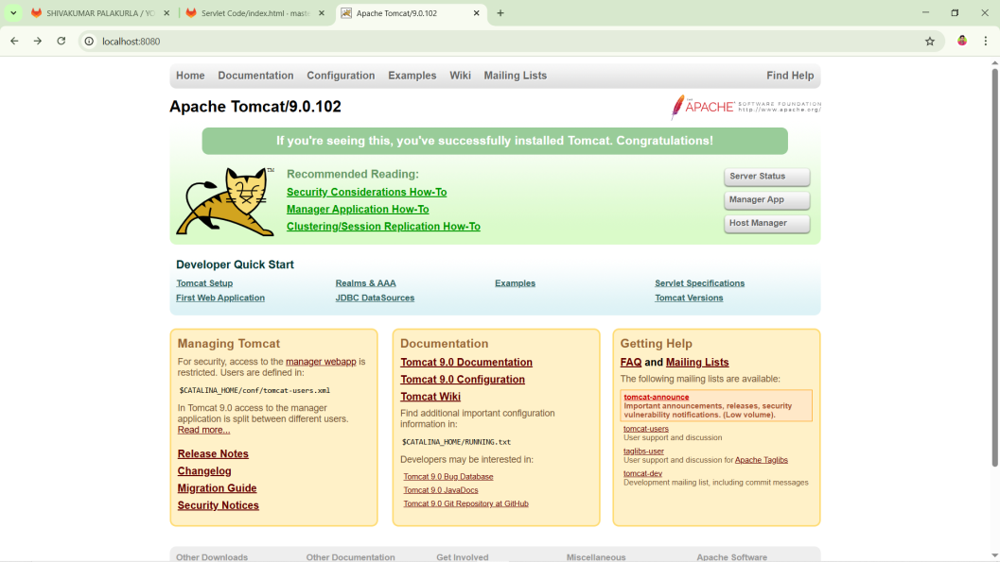 SHIVAKUMAR PALAKURLA / YO
Servlet Code/index.html · maste
Apache Tomcat/9.0.102
localhost:8080
Home Documentation Configuration Examples Wiki Mailing Lists Find Help
Apache Tomcat/9.0.102
THE
APACHE SOFTWARE FOUNDATION
http://www.apache.org/
If you're seeing this, you've successfully installed Tomcat. Congratulations!
TM
Recommended Reading:
Security Considerations How-To
Manager Application How-To
Clustering/Session Replication How-To
Server Status
Manager App
Host Manager
Developer Quick Start
Tomcat Setup
First Web Application
Realms & AAA
JDBC DataSources
Examples
Servlet Specifications
Tomcat Versions
Managing Tomcat
For security, access to the manager webapp is
restricted. Users are defined in:
$CATALINA_HOME/conf/tomcat-users.xml
In Tomcat 9.0 access to the manager
application is split between different users.
Read more...
Release Notes
Changelog
Migration Guide
Security Notices
Documentation
Tomcat 9.0 Documentation
Tomcat 9.0 Configuration
Tomcat Wiki
Find additional important configuration
information in:
$CATALINA_HOME/RUNNING.txt
Developers may be interested in:
Tomcat 9.0 Bug Database
Tomcat 9.0 JavaDocs
Tomcat 9.0 Git Repository at GitHub
Getting Help
FAQ and Mailing Lists
The following mailing lists are available:
tomcat-announce
Important announcements, releases, security
vulnerability notifications. (Low volume).
tomcat-users
User support and discussion
taglibs-user
User support and discussion for Apache Taglibs
tomcat-dev
Development mailing list, including commit messages
Other Downloads
Other Documentation
Get Involved
Miscellaneous
Apache Software